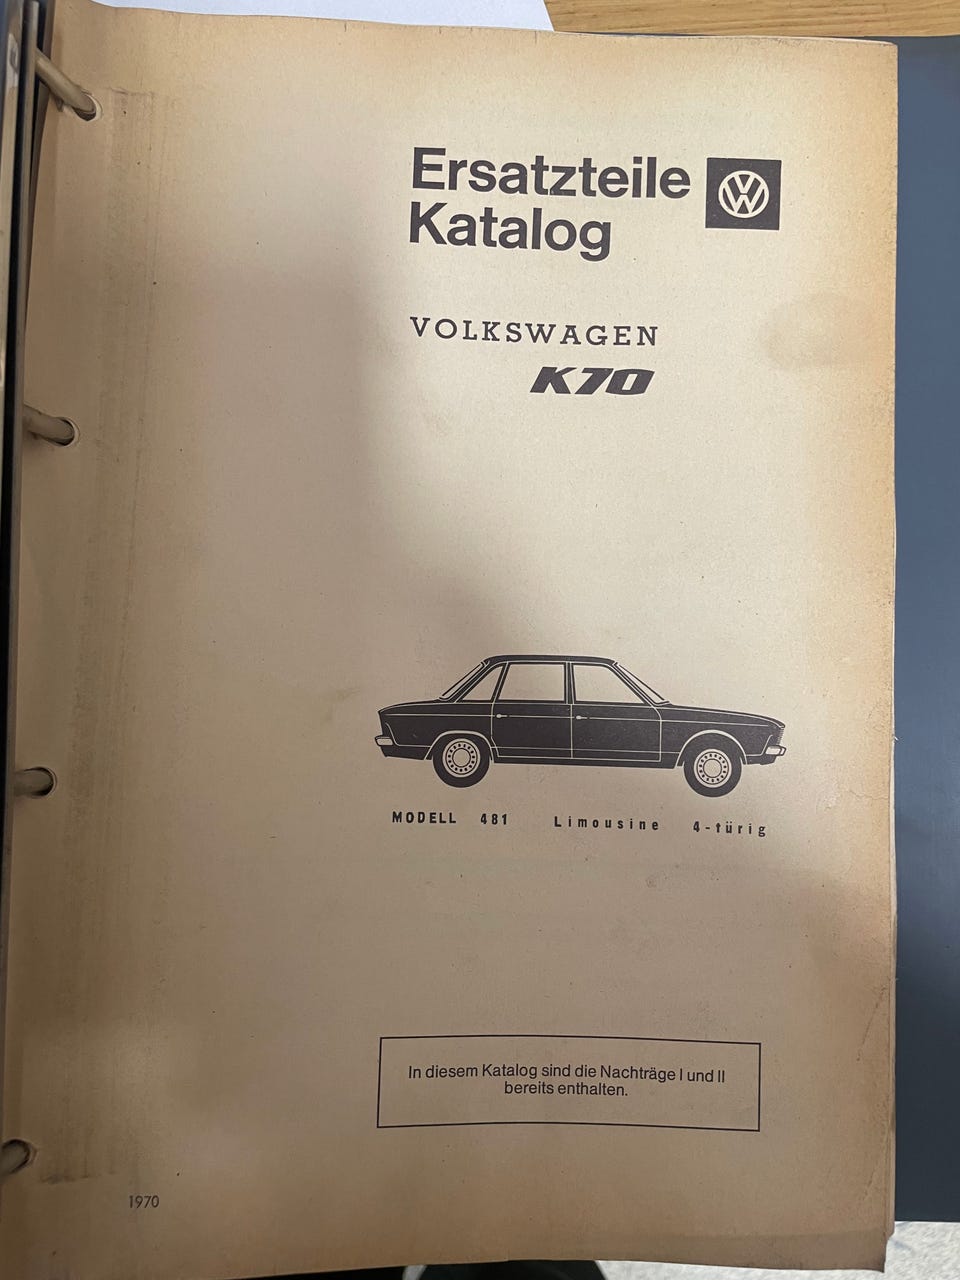 Ersatzteile
Katalog
VOLKSWAGEN
K70
MODELL 481 Limousine 4-türig
In diesem Katalog sind die Nachträge I und II
bereits enthalten.
1970